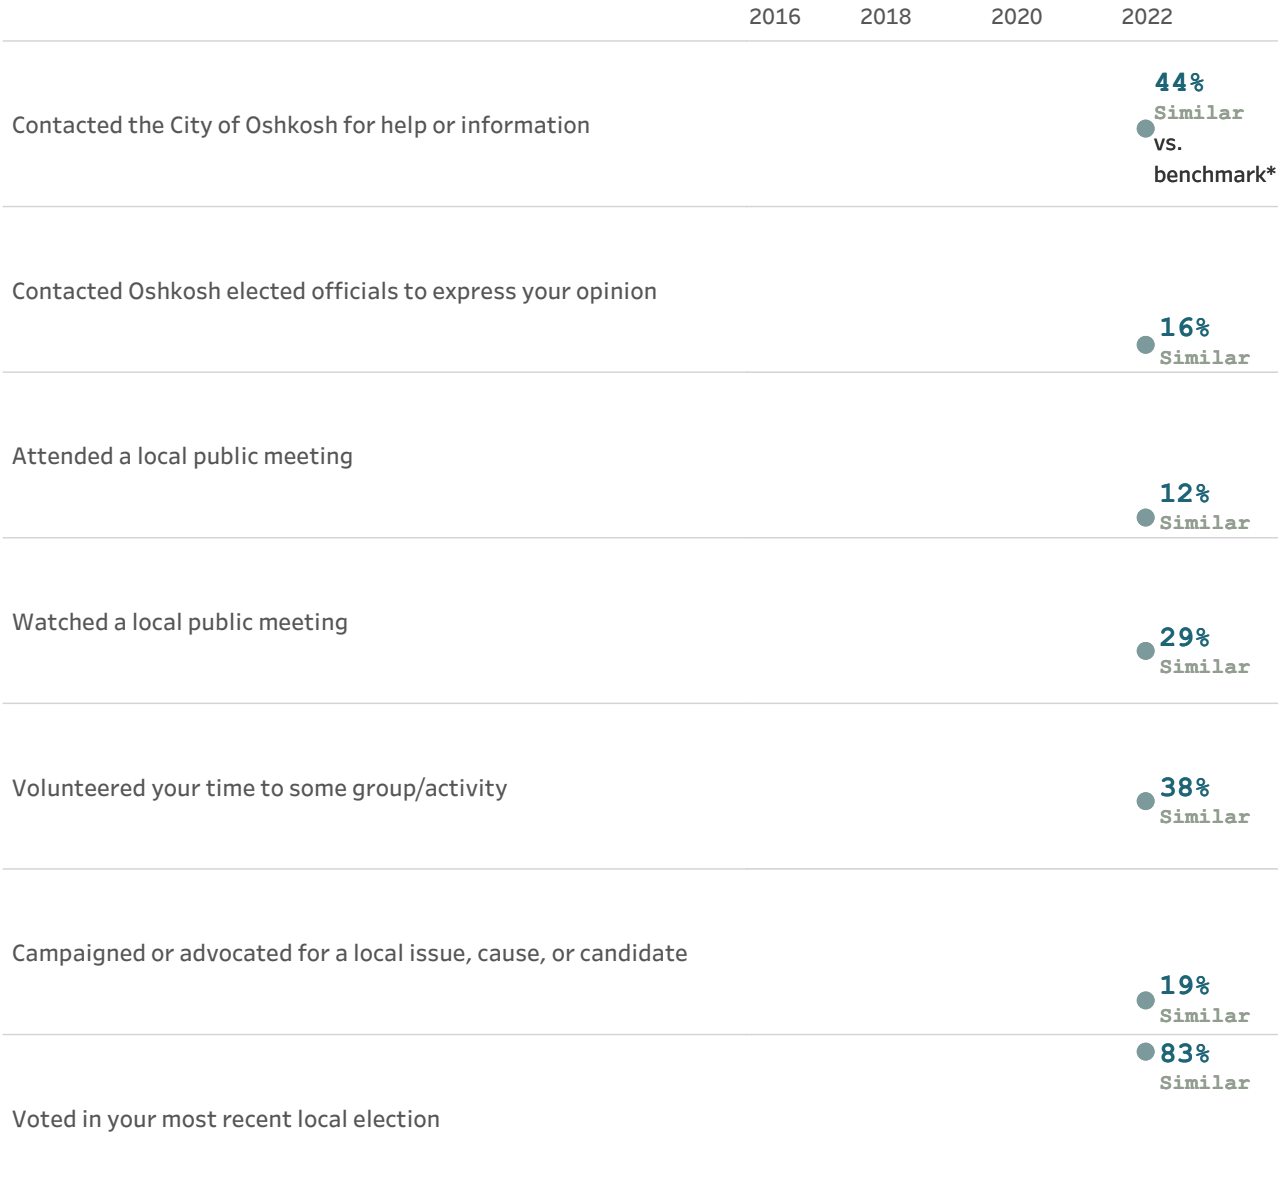 2016 2018 2020 2022
44%
Similar
Contacted the City of Oshkosh for help or information
vs.
benchmark*
Contacted Oshkosh elected officials to express your opinion
16%
Similar
Attended a local public meeting
12%
Similar
Watched a local public meeting
29%
Similar
Volunteered your time to some group/activity
38%
Similar
Campaigned or advocated for a local issue, cause, or candidate
19%
Similar
83%
Similar
Voted in your most recent local election